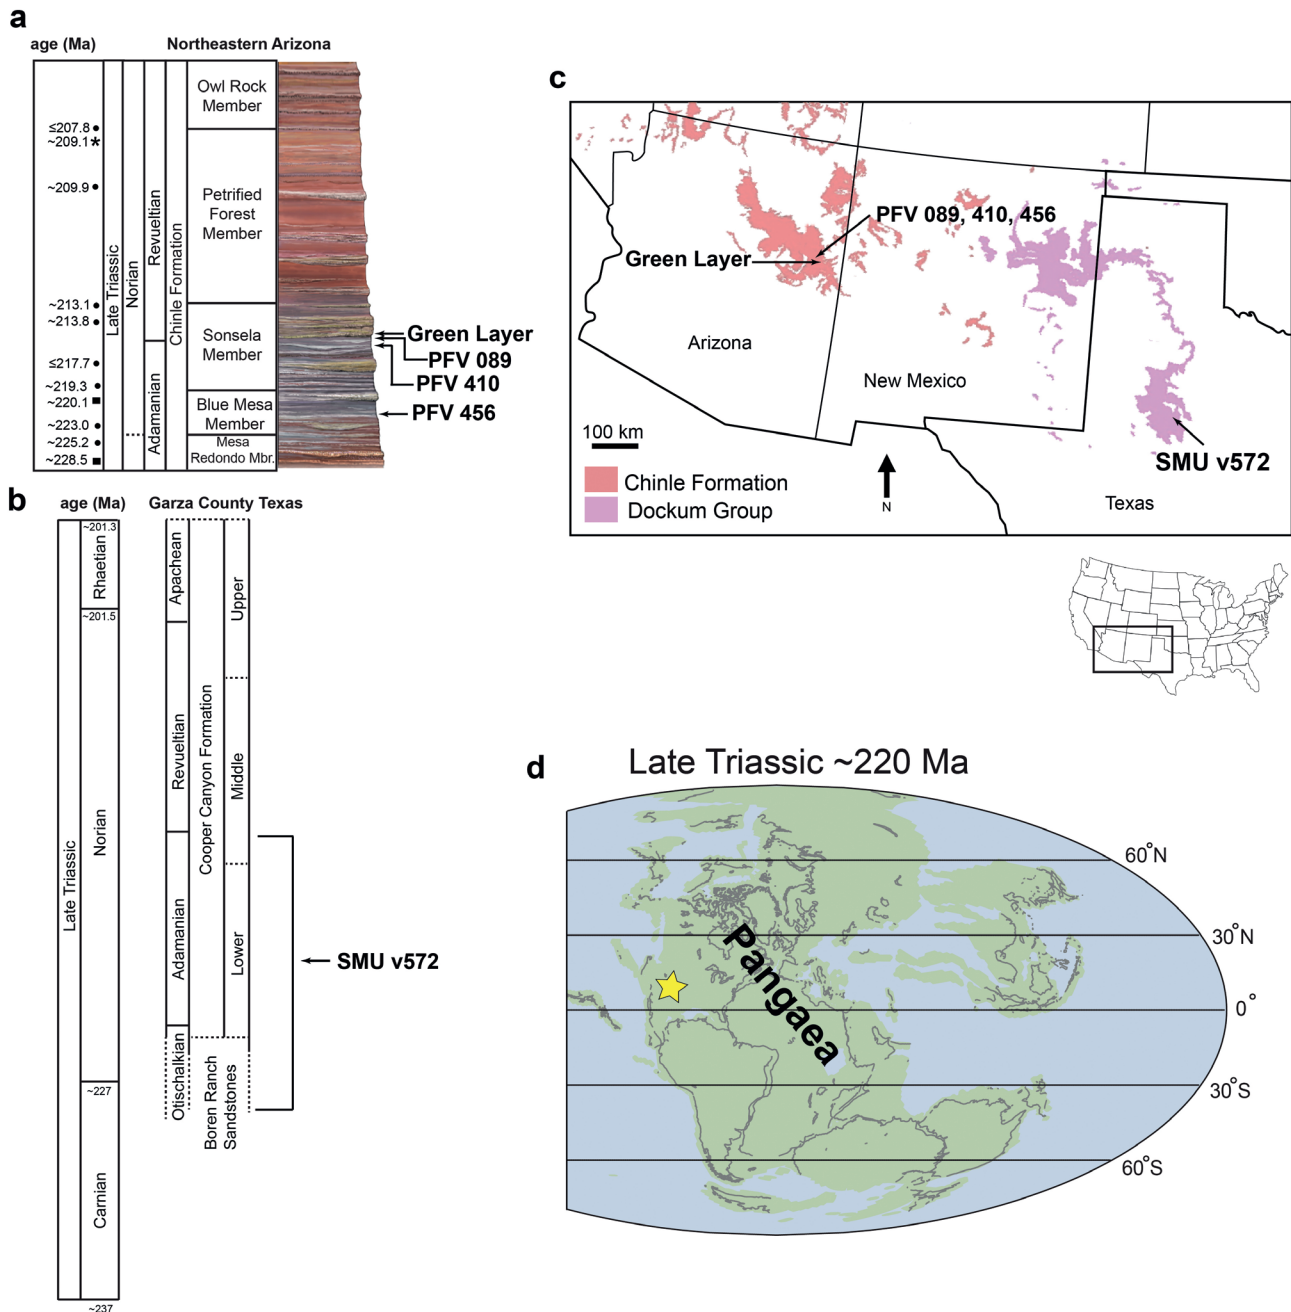 a
age (Ma)
Northeastern Arizona
≤207.8
~209.1*
~209.9
~213.1
~213.8
≤217.7
~219.3
~220.1
~223.0
~225.2
~228.5
Late Triassic
Norian
Revueltian
Adamanian
Chinle Formation
Owl Rock
Member
Petrified
Forest
Member
Sonsela
Member
Blue Mesa
Member
Mesa
Redondo Mbr.
Green Layer
PFV 089
PFV 410
PFV 456
b
age (Ma)
Garza County Texas
Late Triassic
~201.3
Rhaetian
~201.5
Norian
~227
Carnian
~237
Apachean
Revueltian
Adamanian
Otischalkian
Cooper Canyon Formation
Boren Ranch
Sandstones
Upper
Middle
Lower
SMU v572
c
PFV 089, 410, 456
Green Layer
Arizona
New Mexico
Texas
SMU v572
100 km
N
Chinle Formation
Dockum Group
d
Late Triassic ~220 Ma
Pangaea
60°N
30°N
0°
30°S
60°S